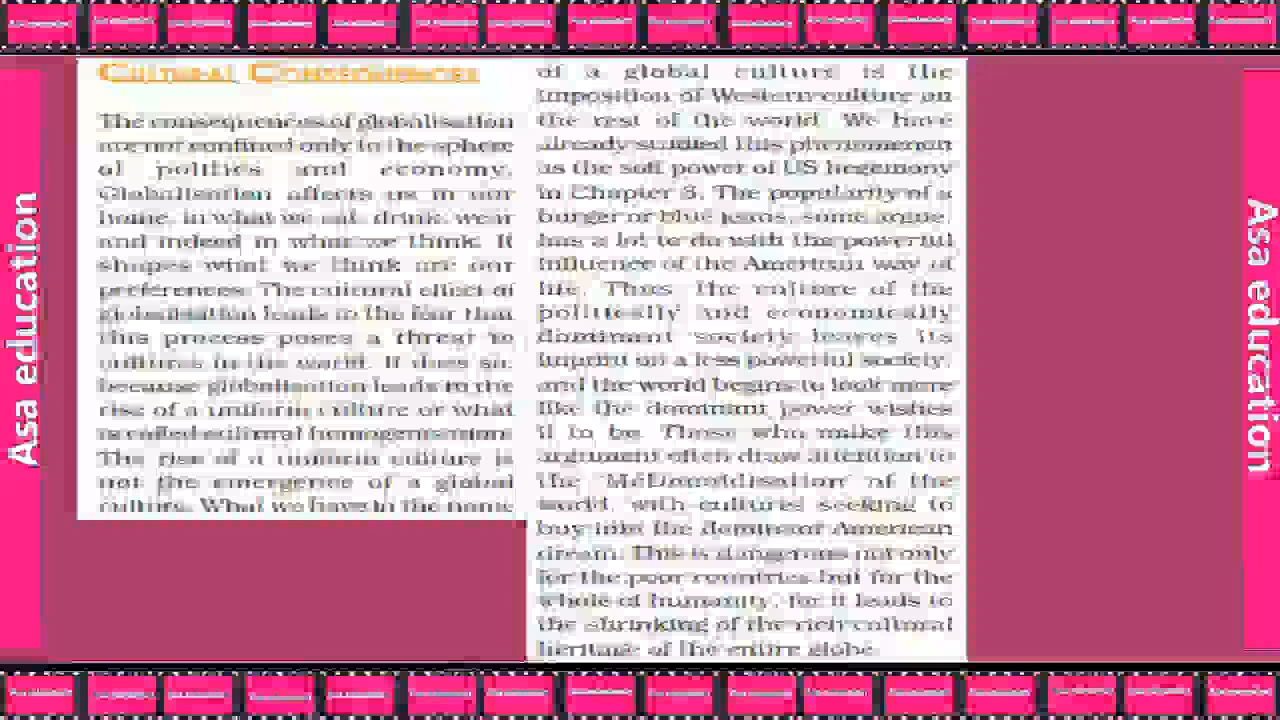 Asa education
CULTURAL CONSEQUENCES
The consequences of globalisation
are not confined only to the sphere
of politics and economy.
Globalisation affects us in our
home, in what we eat, drink, wear
and indeed in what we think. It
shapes what we think are our
preferences. The cultural effect of
globalisation leads to the fear that
this process poses a threat to
cultures in the world. It does so,
because globalisation leads to the
rise of a uniform culture or what
is called cultural homogenisation.
The rise of a uniform culture is
not the emergence of a global
culture. What we have in the name
of a global culture is the
imposition of Western culture on
the rest of the world. We have
already studied this phenomenon
as the soft power of US hegemony
in Chapter 3. The popularity of a
burger or blue jeans, some argue,
has a lot to do with the powerful
influence of the American way of
life. Thus, the culture of the
politically and economically
dominant society leaves its
imprint on a less powerful society,
and the world begins to look more
like the dominant power wishes
it to be. Those who make this
argument often draw attention to
the 'McDonaldisation' of the
world, with cultures seeking to
buy into the dominant American
dream. This is dangerous not only
for the poor countries but for the
whole of humanity, for it leads to
the shrinking of the rich cultural
heritage of the entire globe.
Asa education